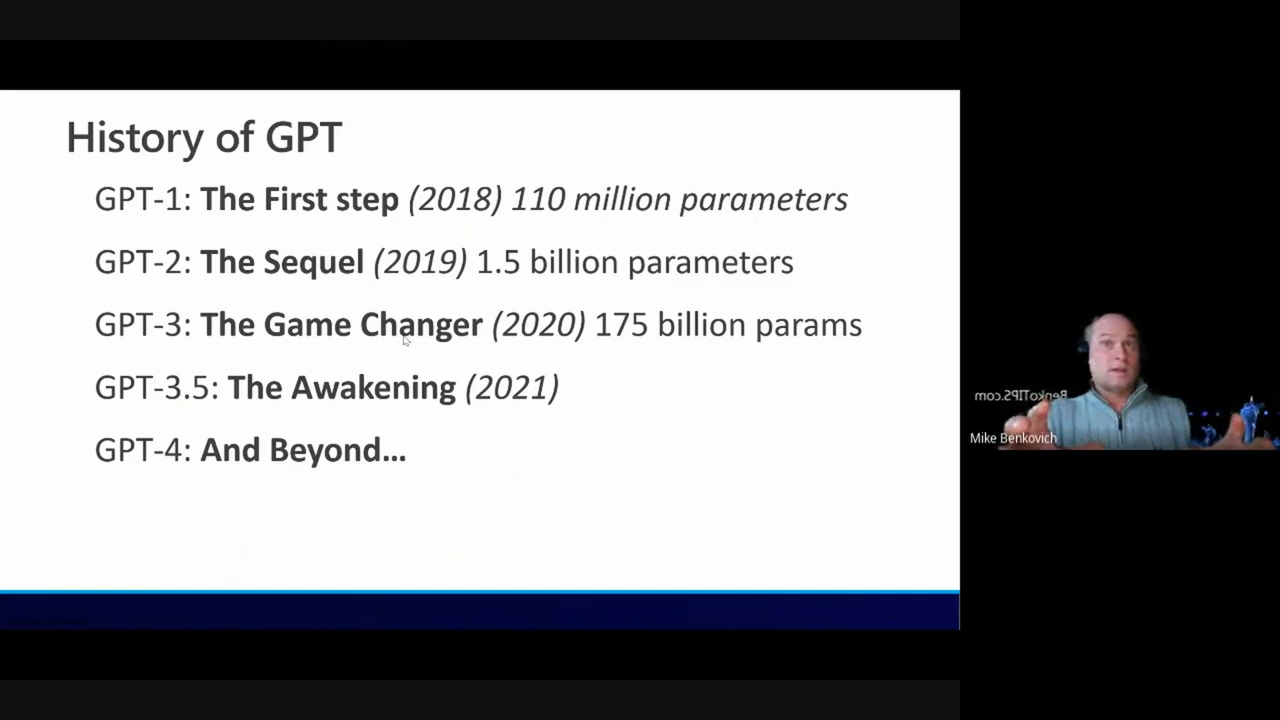 History of GPT
GPT-1: The First step (2018) 110 million parameters
GPT-2: The Sequel (2019) 1.5 billion parameters
GPT-3: The Game Changer (2020) 175 billion params
GPT-3.5: The Awakening (2021)
GPT-4: And Beyond...
BenkoTIPS.com
Mike Benkovich